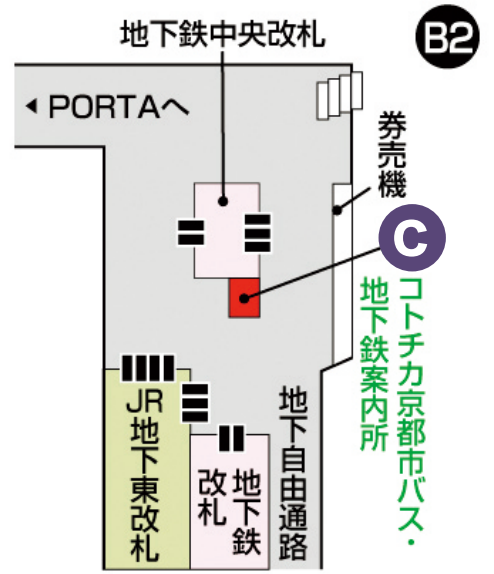 地下鉄中央改札
B2
◀ PORTAへ
券売機
C
コトチカ京都市バス・
地下鉄案内所
JR
地下東改札
地下鉄
改札
地下自由通路